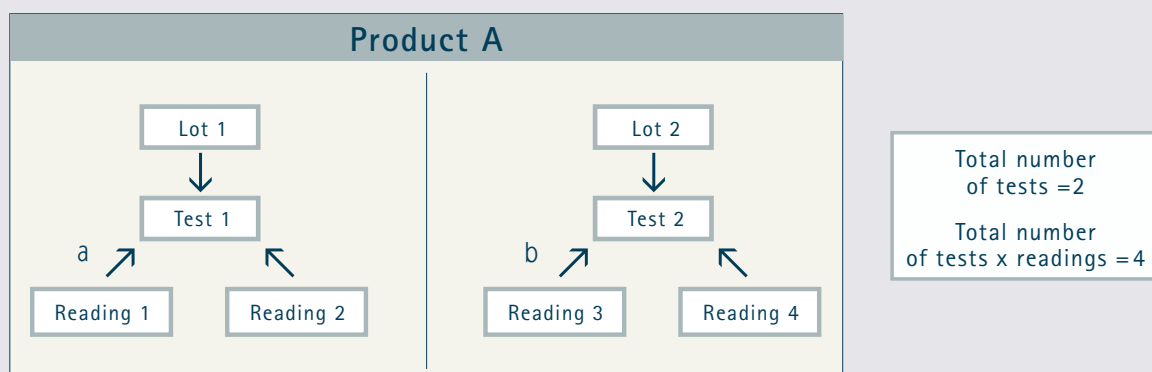 Product A
Lot 1
Lot 2
Test 1
Test 2
a
b
Reading 1
Reading 2
Reading 3
Reading 4
Total number
of tests =2
Total number
of tests x readings =4